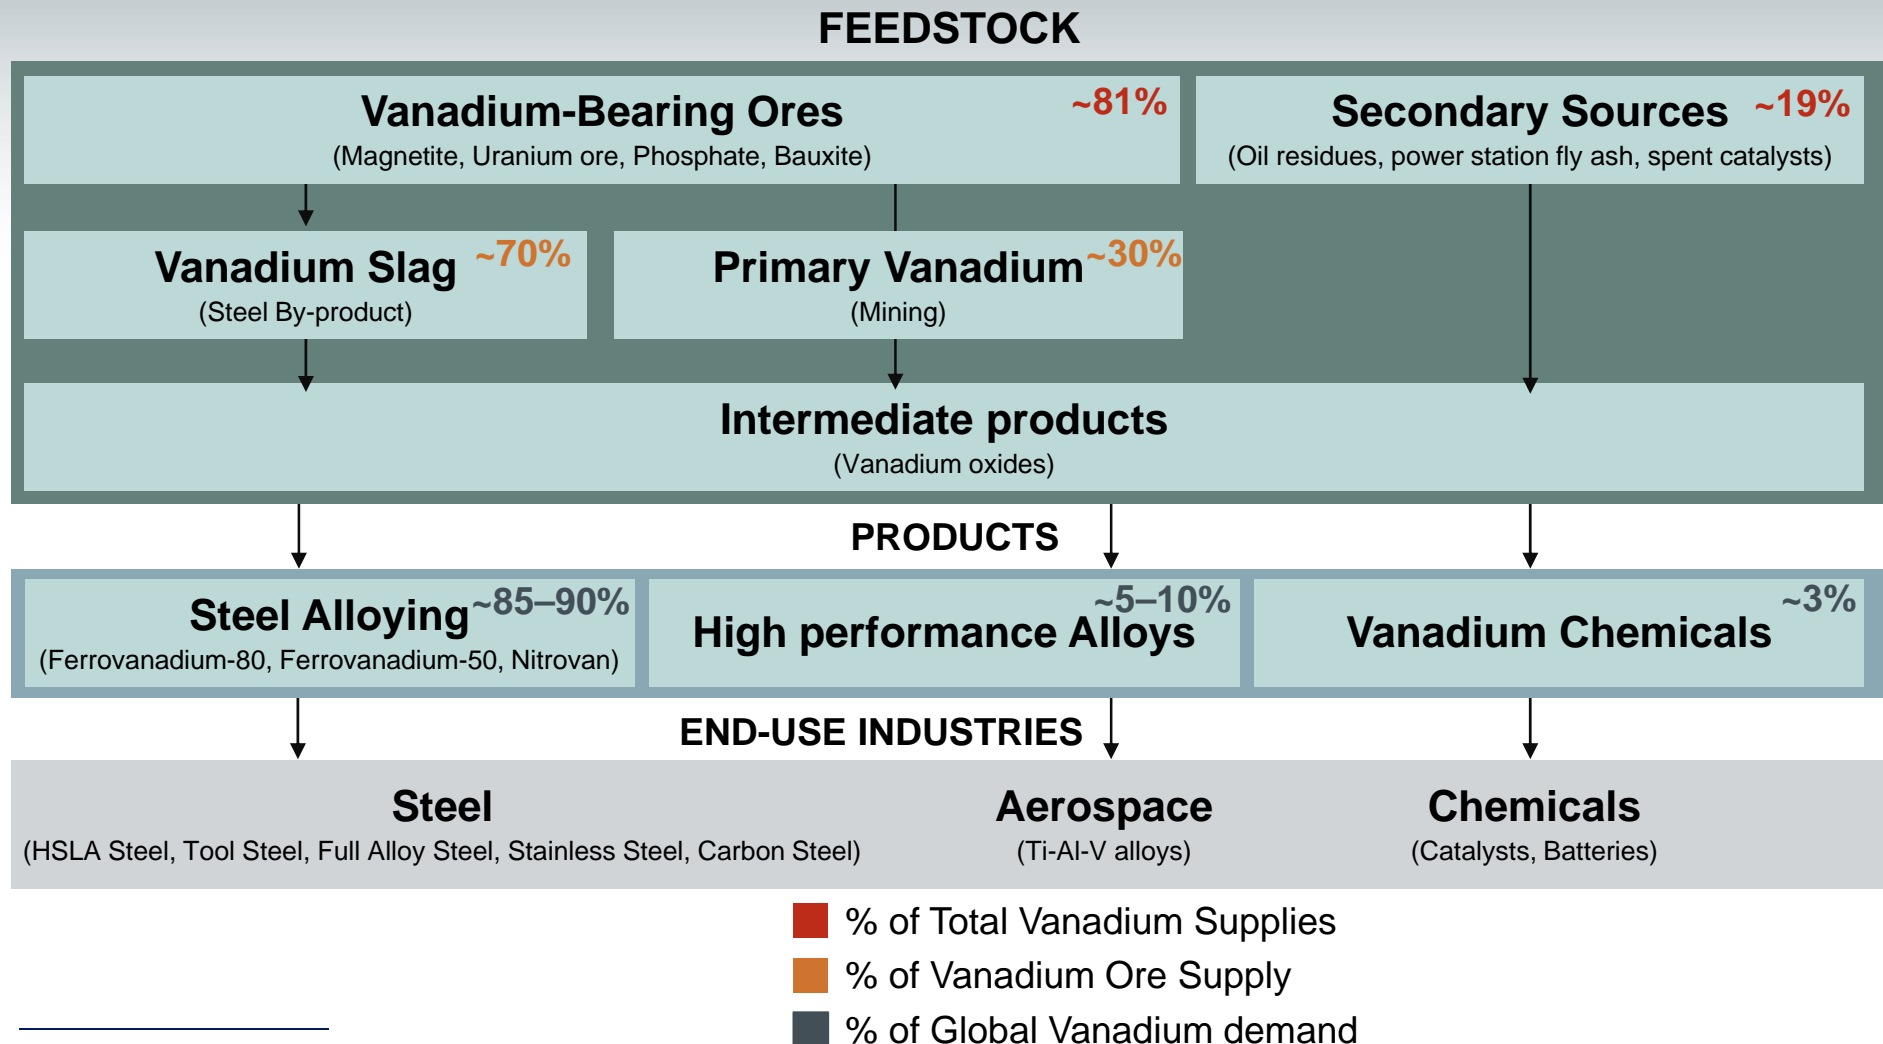 FEEDSTOCK
Vanadium-Bearing Ores
~81%
(Magnetite, Uranium ore, Phosphate, Bauxite)
Secondary Sources
~19%
(Oil residues, power station fly ash, spent catalysts)
Vanadium Slag
~70%
(Steel By-product)
Primary Vanadium
~30%
(Mining)
Intermediate products
(Vanadium oxides)
PRODUCTS
Steel Alloying
~85–90%
(Ferrovanadium-80, Ferrovanadium-50, Nitrovan)
~5–10%
High performance Alloys
~3%
Vanadium Chemicals
END-USE INDUSTRIES
Steel
(HSLA Steel, Tool Steel, Full Alloy Steel, Stainless Steel, Carbon Steel)
Aerospace
(Ti-Al-V alloys)
Chemicals
(Catalysts, Batteries)
% of Total Vanadium Supplies
% of Vanadium Ore Supply
% of Global Vanadium demand